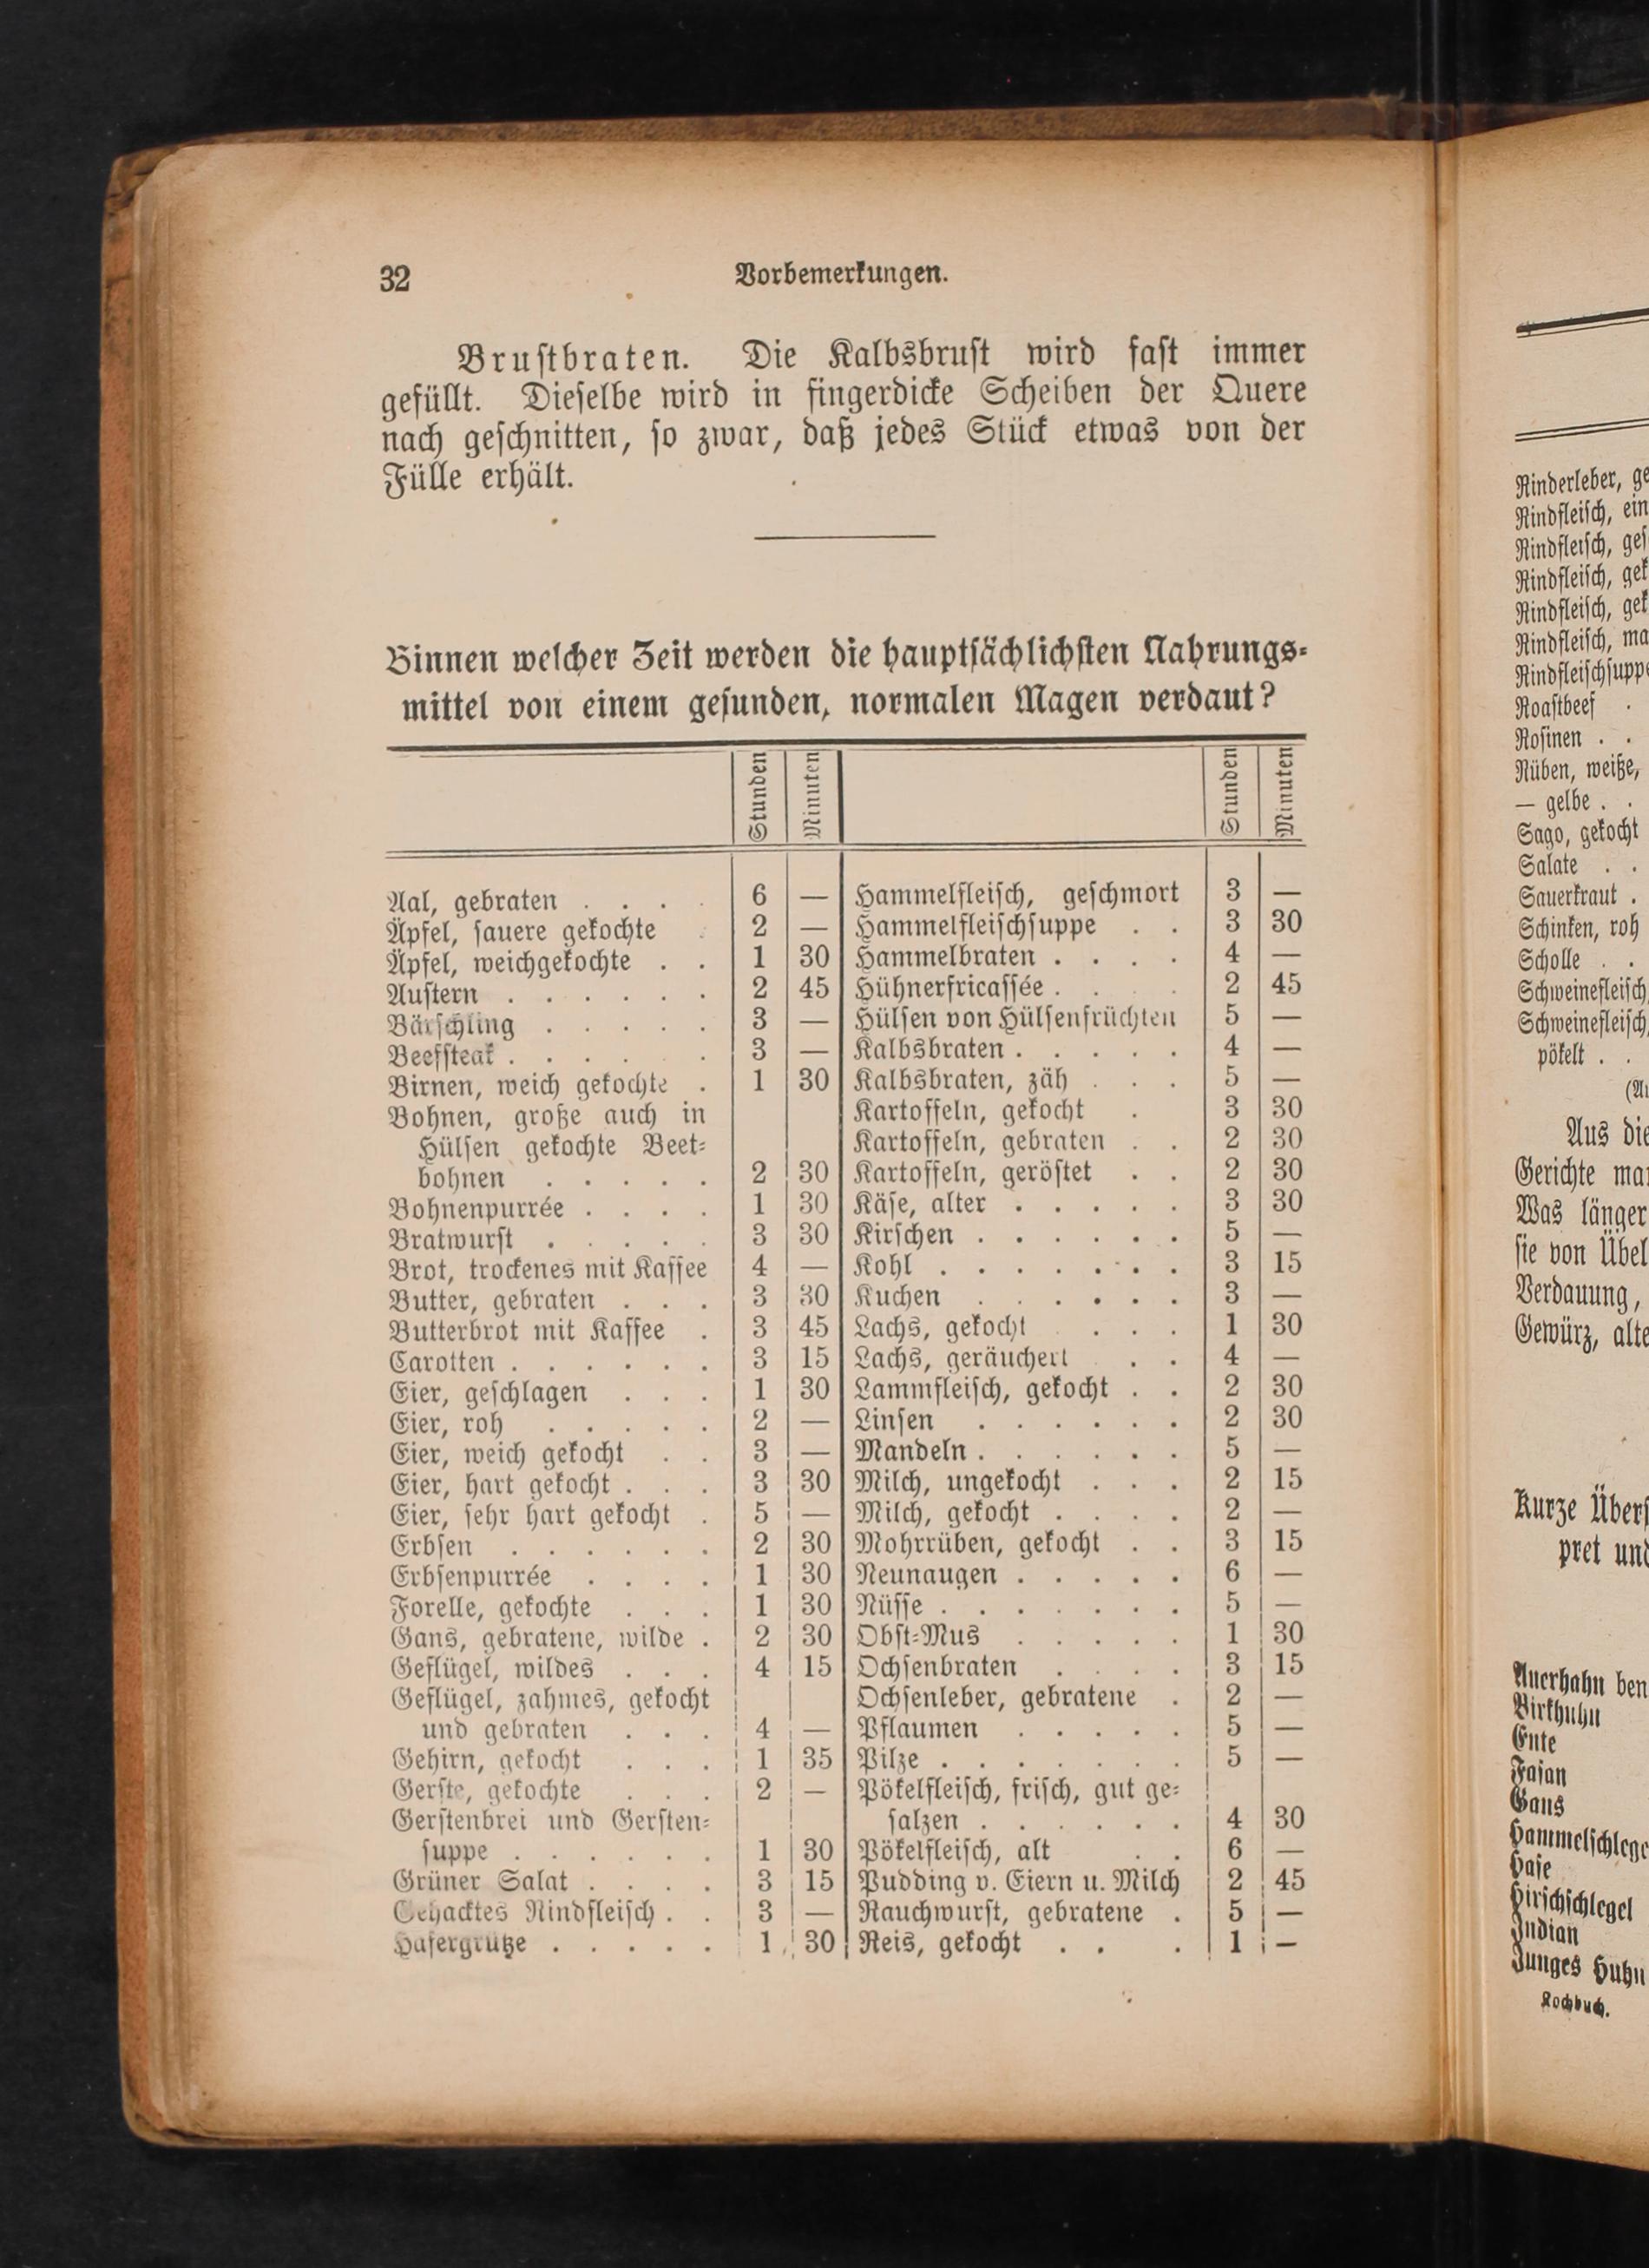 32 Vorbemerkungen.
Brustbraten. Die Kalbsbrust wird fast immer
gefüllt. Dieselbe wird in fingerdicke Scheiben der Quere
nach geschnitten, so zwar, daß jedes Stück etwas von der
Fülle erhält.
Binnen welcher Zeit werden die hauptsächlichsten Nahrungs-
mittel von einem gesunden, normalen Magen verdaut?
Stunden Minuten Stunden Minuten
Aal, gebraten . . . . 6 —
Äpfel, sauere gekochte . 2 —
Äpfel, weichgekochte . . 1 30
Austern . . . . . . 2 45
Bärschling . . . . . 3 —
Beefsteak . . . . . . 3 —
Birnen, weich gekochte . 1 30
Bohnen, große auch in
Hülsen gekochte Beet-
bohnen . . . . . 2 30
Bohnenpurrée . . . . 1 30
Bratwurst . . . . . 3 30
Brot, trockenes mit Kaffee 4 —
Butter, gebraten . . . 3 30
Butterbrot mit Kaffee . 3 45
Carotten . . . . . . 3 15
Eier, geschlagen . . . 1 30
Eier, roh . . . . . 2 —
Eier, weich gekocht . . 3 —
Eier, hart gekocht . . . 3 30
Eier, sehr hart gekocht . 5 —
Erbsen . . . . . . 2 30
Erbsenpurrée . . . . 1 30
Forelle, gekochte . . . 1 30
Gans, gebratene, wilde . 2 30
Geflügel, wildes . . . 4 15
Geflügel, zahmes, gekocht
und gebraten . . . 4 —
Gehirn, gekocht . . . 1 35
Gerste, gekochte . . . 2 —
Gerstenbrei und Gersten-
suppe . . . . . . 1 30
Grüner Salat . . . . 3 15
Gehacktes Rindfleisch . . 3 —
Hafergrütze . . . . . 1 30
Hammelfleisch, geschmort 3 —
Hammelfleischsuppe . . 3 30
Hammelbraten . . . . 4 —
Hühnerfricassée . . . . 2 45
Hülsen von Hülsenfrüchten 5 —
Kalbsbraten . . . . . 4 —
Kalbsbraten, zäh . . . 5 —
Kartoffeln, gekocht . 3 30
Kartoffeln, gebraten . . 2 30
Kartoffeln, geröstet . . 2 30
Käse, alter . . . . . 3 30
Kirschen . . . . . . 5 —
Kohl . . . . . . . 3 15
Kuchen . . . . . . 3 —
Lachs, gekocht . . . 1 30
Lachs, geräuchert . . 4 —
Lammfleisch, gekocht . . 2 30
Linsen . . . . . . 2 30
Mandeln . . . . . . 5 —
Milch, ungekocht . . . 2 15
Milch, gekocht . . . . 2 —
Mohrrüben, gekocht . . 3 15
Neunaugen . . . . . 6 —
Nüsse . . . . . . . 5 —
Obst-Mus . . . . . 1 30
Ochsenbraten . . . . 3 15
Ochsenleber, gebratene . 2 —
Pflaumen . . . . . 5 —
Pilze . . . . . . . 5 —
Pökelfleisch, frisch, gut ge-
salzen . . . . . . 4 30
Pökelfleisch, alt . . 6 —
Pudding v. Eiern u. Milch 2 45
Rauchwurst, gebratene . 5 —
Reis, gekocht . . . 1 —
Rinderleber,
Rindfleisch,
Rindfleisch,
Rindfleisch,
Rindfleisch,
Rindfleisch,
Roastbeef .
Rosinen . .
Rüben, weiße,
— gelbe . .
Sago, gekocht
Salate . .
Sauerkraut .
Schinken, roh
Scholle . .
Schweinefleisch,
Schweinefleisch,
pökelt . .
Aus die
Gerichte
Was länger
sie von
Verdauung,
Gewürz,
Kurze
pret
Auerhahn
Birkhuhn
Ente
Fasan
Gans
Hase
Hirschschlegel
Indian
Junges Huhn
Kochbuch.